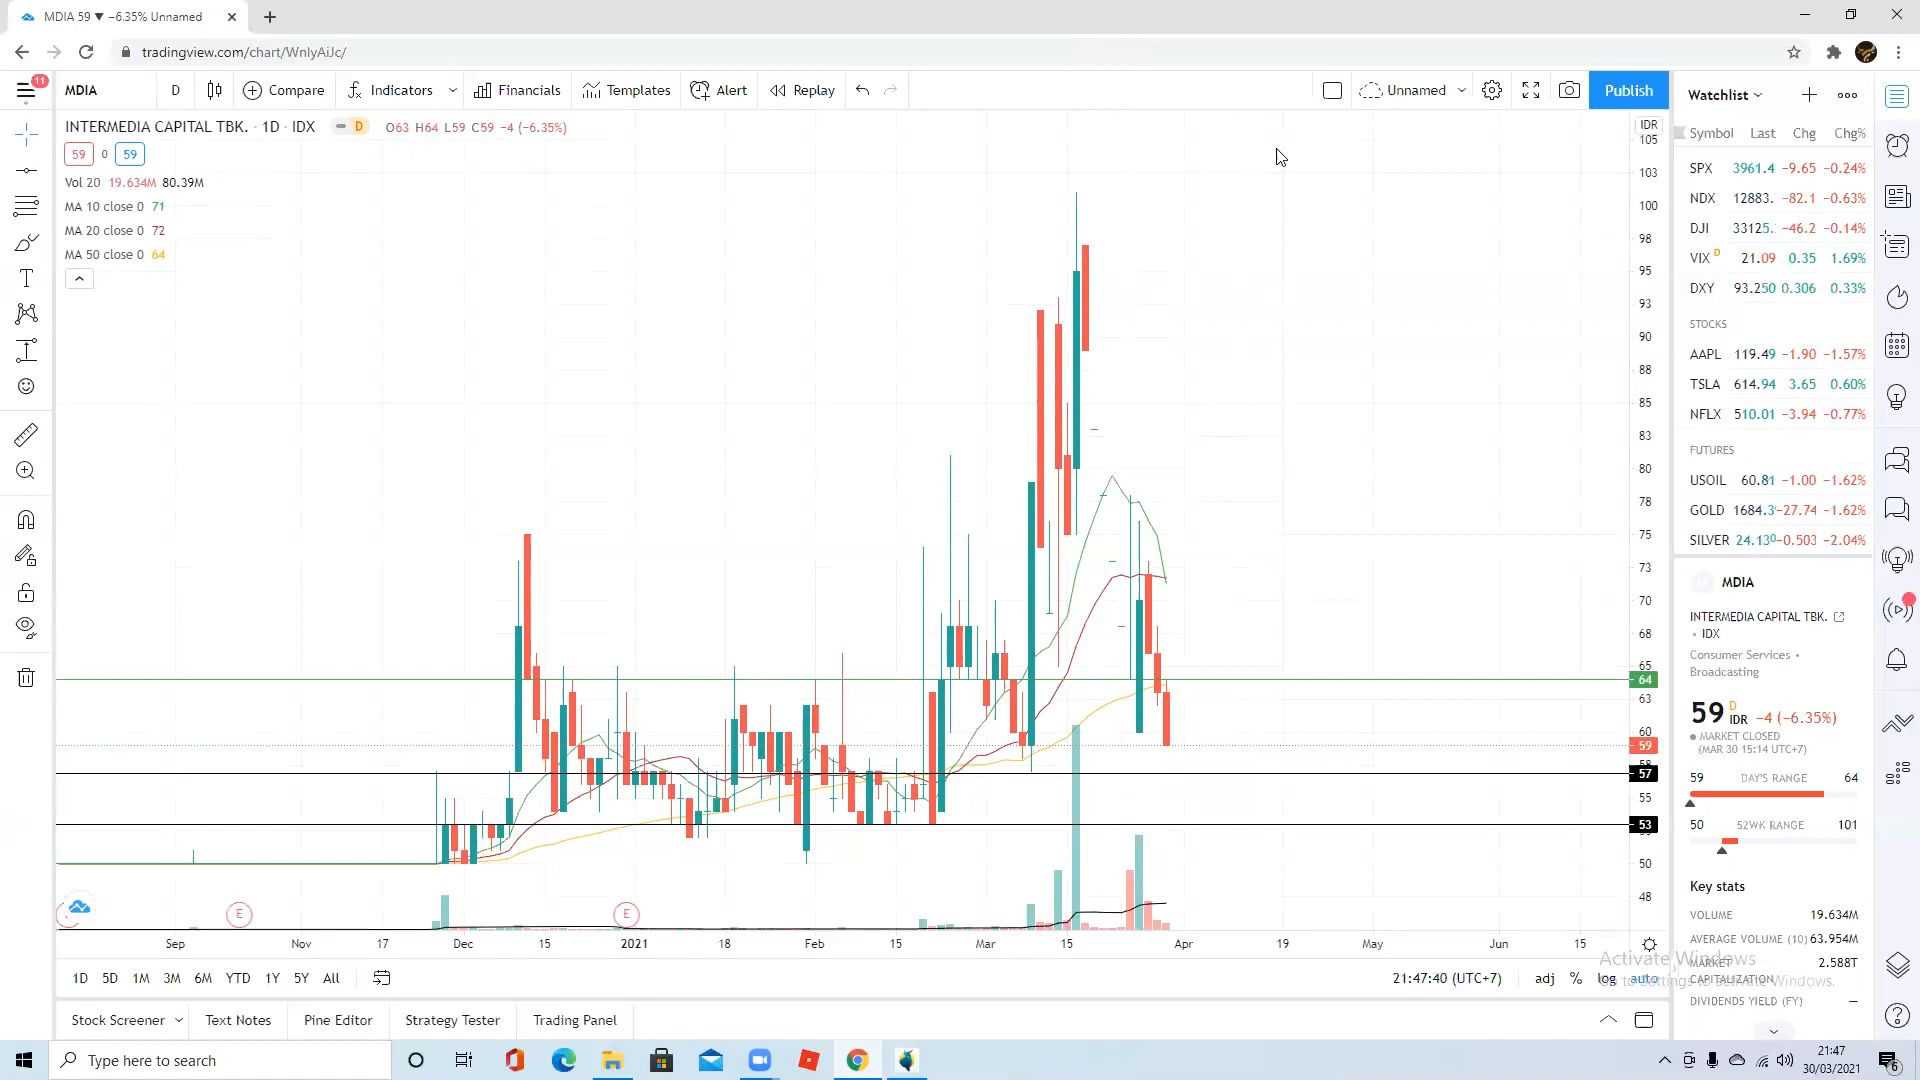 MDIA 59 ▼ −6.35% Unnamed
tradingview.com/chart/WnlyAiJc/
11
MDIA D Compare Indicators Financials Templates Alert Replay Unnamed Publish
INTERMEDIA CAPITAL TBK. · 1D · IDX D O63 H64 L59 C59 −4 (−6.35%)
59 0 59
Vol 20 19.634M 80.39M
MA 10 close 0 71
MA 20 close 0 72
MA 50 close 0 64
IDR
105
103
100
98
95
93
90
88
85
83
80
78
75
73
70
68
65
64
63
60
59
57
55
53
50
48
E E
Sep Nov 17 Dec 15 2021 18 Feb 15 Mar 15 Apr 19 May Jun 15
1D 5D 1M 3M 6M YTD 1Y 5Y All
21:47:40 (UTC+7) adj % log auto
Stock Screener Text Notes Pine Editor Strategy Tester Trading Panel
Watchlist
Symbol Last Chg Chg%
SPX 3961.4 −9.65 −0.24%
NDX 12883. −82.1 −0.63%
DJI 33125. −46.2 −0.14%
VIX D 21.09 0.35 1.69%
DXY 93.250 0.306 0.33%
STOCKS
AAPL 119.49 −1.90 −1.57%
TSLA 614.94 3.65 0.60%
NFLX 510.01 −3.94 −0.77%
FUTURES
USOIL 60.81 −1.00 −1.62%
GOLD 1684.3 −27.74 −1.62%
SILVER 24.130 −0.503 −2.04%
MDIA
INTERMEDIA CAPITAL TBK.
• IDX
Consumer Services •
Broadcasting
59 D IDR −4 (−6.35%)
MARKET CLOSED
(MAR 30 15:14 UTC+7)
59 DAY'S RANGE 64
50 52WK RANGE 101
Key stats
VOLUME 19.634M
AVERAGE VOLUME (10) 63.954M
MARKET CAPITALIZATION 2.588T
DIVIDENDS YIELD (FY) —
Activate Windows
Go to Settings to activate Windows.
Type here to search
21:47
30/03/2021
6